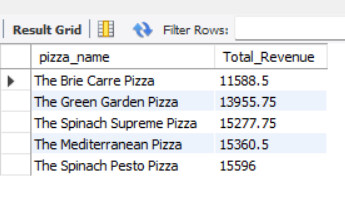 Result Grid Filter Rows:
pizza_name Total_Revenue
The Brie Carre Pizza 11588.5
The Green Garden Pizza 13955.75
The Spinach Supreme Pizza 15277.75
The Mediterranean Pizza 15360.5
The Spinach Pesto Pizza 15596